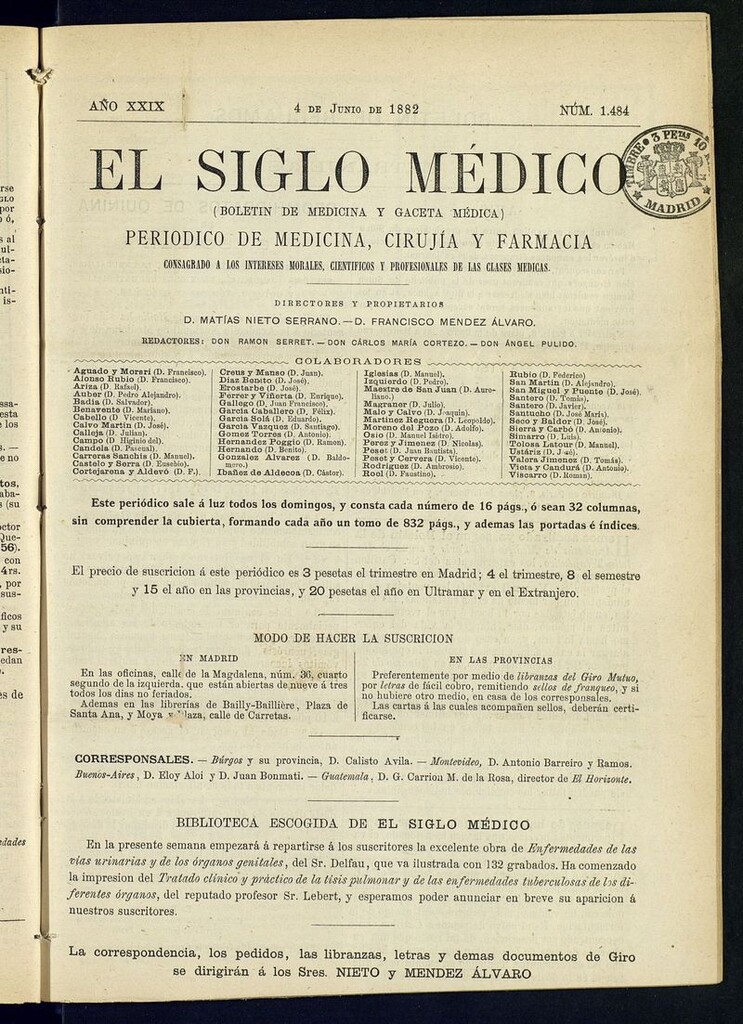 AÑO XXIX
4 DE JUNIO DE 1882
NÚM. 1.484
TIMBRE 3 PETAS 10
MADRID
EL SIGLO MÉDICO
(BOLETIN DE MEDICINA Y GACETA MÉDICA)
PERIODICO DE MEDICINA, CIRUJÍA Y FARMACIA
CONSAGRADO A LOS INTERESES MORALES, CIENTIFICOS Y PROFESIONALES DE LAS CLASES MEDICAS.
DIRECTORES Y PROPIETARIOS
D. MATÍAS NIETO SERRANO.—D. FRANCISCO MENDEZ ÁLVARO.
REDACTORES: DON RAMON SERRET.—DON CÁRLOS MARÍA CORTEZO.—DON ÁNGEL PULIDO.
COLABORADORES
Aguado y Morari (D. Francisco).
Alonso Rubio (D. Francisco).
Ariza (D. Rafael)
Auber (D. Pedro Alejandro).
Badia (D. Salvador).
Benavento (D. Mariano).
Cabello (D. Vicente).
Calvo Martin (D. José).
Calleja (D. Julian).
Campo (D. Higinio del).
Candela (D. Pascual).
Carreras Sanchis (D. Manuel).
Castelo y Serra (D. Eusebio).
Cortejarena y Aldevó (D. F.).
Creus y Manso (D. Juan).
Diaz Benito (D. José).
Erostarbe (D. José).
Ferrer y Viñerta (D. Enrique).
Gallego (D. Juan Francisco).
Garcia Caballero (D. Félix).
Garcia Solá (D. Eduardo).
Garcia Vazquez (D. Santiago).
Gomez Torres (D. Antonio).
Hernandez Poggio (D. Ramon).
Hernando (D. Benito).
Gonzalez Alvarez (D. Baldomero.)
Ibañez de Aldecoa (D. Cástor).
Iglesias (D. Manuel).
Izquierdo (D. Pedro).
Maestre de San Juan (D. Aureliano.)
Magraner (D. Julio).
Malo y Calvo (D. Joaquin).
Martinez Reguera (D. Leopoldo).
Moreno del Pozo (D. Adolfo).
Osio (D. Manuel Isidro).
Perez y Jimenez (D. Nicolas).
Peset (D. Juan Bautista).
Peset y Cervera (D. Vicente).
Rodriguez (D. Ambrosio).
Roel (D. Faustino).
Rubio (D. Federico)
San Martin (D. Alejandro).
San Miguel y Puente (D. José).
Santero (D. Tomás).
Santero (D. Javier).
Santucho (D. José María).
Seco y Baldor (D. José).
Sierra y Carbó (D. Antonio).
Simarro (D. Luis).
Tolosa Latour (D. Manuel).
Ustáriz (D. José).
Valera Jimenez (D. Tomás).
Vieta y Candurá (D. Antonio).
Viscarro (D. Roman).
Este periódico sale á luz todos los domingos, y consta cada número de 16 págs., ó sean 32 columnas,
sin comprender la cubierta, formando cada año un tomo de 832 págs., y ademas las portadas é índices.
El precio de suscricion á este periódico es 3 pesetas el trimestre en Madrid; 4 el trimestre, 8 el semestre
y 15 el año en las provincias, y 20 pesetas el año en Ultramar y en el Extranjero.
MODO DE HACER LA SUSCRICION
EN MADRID
En las oficinas, calle de la Magdalena, núm. 36, cuarto
segundo de la izquierda, que están abiertas de nueve á tres
todos los dias no feriados.
Ademas en las librerías de Bailly-Baillière, Plaza de
Santa Ana, y Moya y Plaza, calle de Carretas.
EN LAS PROVINCIAS
Preferentemente por medio de libranzas del Giro Mutuo,
por letras de fácil cobro, remitiendo sellos de franqueo, y si
no hubiere otro medio, en casa de los corresponsales.
Las cartas á las cuales acompañen sellos, deberán certificarse.
CORRESPONSALES. — Búrgos y su provincia, D. Calisto Avila. — Montevideo, D. Antonio Barreiro y Ramos.
Buenos-Aires, D. Eloy Aloi y D. Juan Bonmati. — Guatemala, D. G. Carrion M. de la Rosa, director de El Horizonte.
BIBLIOTECA ESCOGIDA DE EL SIGLO MÉDICO
En la presente semana empezará á repartirse á los suscritores la excelente obra de Enfermedades de las
vias urinarias y de los órganos genitales, del Sr. Delfau, que va ilustrada con 132 grabados. Ha comenzado
la impresion del Tratado clínico y práctico de la tisis pulmonar y de las enfermedades tuberculosas de los di-
ferentes órganos, del reputado profesor Sr. Lebert, y esperamos poder anunciar en breve su aparicion á
nuestros suscritores.
La correspondencia, los pedidos, las libranzas, letras y demas documentos de Giro
se dirigirán á los Sres. NIETO y MENDEZ ÁLVARO